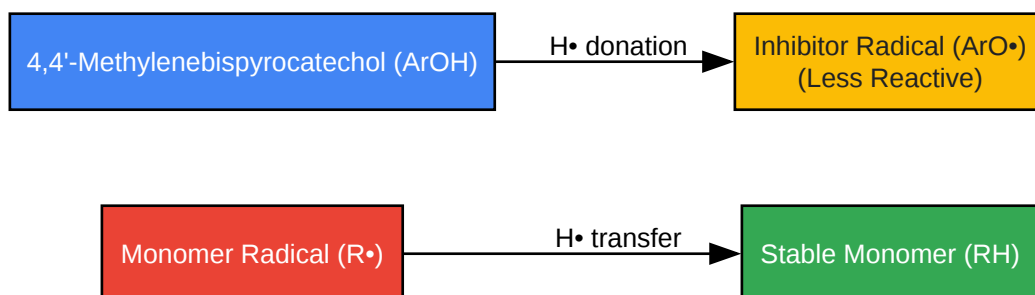 4,4'-Methylenebispyrocatechol (ArOH)
H• donation
Inhibitor Radical (ArO•)
(Less Reactive)
Monomer Radical (R•)
H• transfer
Stable Monomer (RH)